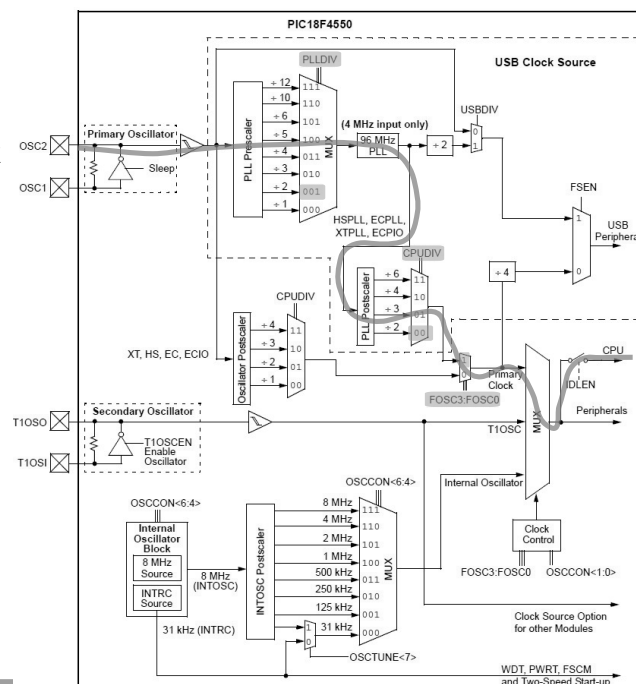 PIC18F4550
PLLDIV
USB Clock Source
÷ 12
111
÷ 10
110
÷ 6
101
÷ 5
100
÷ 4
011
÷ 3
010
÷ 2
001
÷ 1
000
PLL Prescaler
MUX
(4 MHz input only)
96 MHz
PLL
÷ 2
USBDIV
0
1
Primary Oscillator
OSC2
Sleep
OSC1
FSEN
1
USB
Periphera
0
÷ 4
HSPLL, ECPLL,
XTPLL, ECPIO
CPUDIV
÷ 6
11
÷ 4
10
÷ 3
01
÷ 2
00
PLL Postscaler
CPUDIV
÷ 4
11
÷ 3
10
÷ 2
01
÷ 1
00
Oscillator Postscaler
XT, HS, EC, ECIO
1
0
Primary
Clock
FOSC3:FOSC0
CPU
IDLEN
Peripherals
MUX
Secondary Oscillator
T1OSO
T1OSC
T1OSCEN
Enable
Oscillator
T1OSI
OSCCON<6:4>
OSCCON<6:4>
Internal Oscillator
Internal
Oscillator
Block
8 MHz
Source
INTRC
Source
8 MHz
(INTOSC)
31 kHz (INTRC)
INTOSC Postscaler
8 MHz
111
4 MHz
110
2 MHz
101
1 MHz
100
500 kHz
011
250 kHz
010
125 kHz
001
31 kHz
000
1
0
MUX
OSCTUNE<7>
Clock
Control
FOSC3:FOSC0
OSCCON<1:0>
Clock Source Option
for other Modules
WDT, PWRT, FSCM
and Two-Speed Start-up